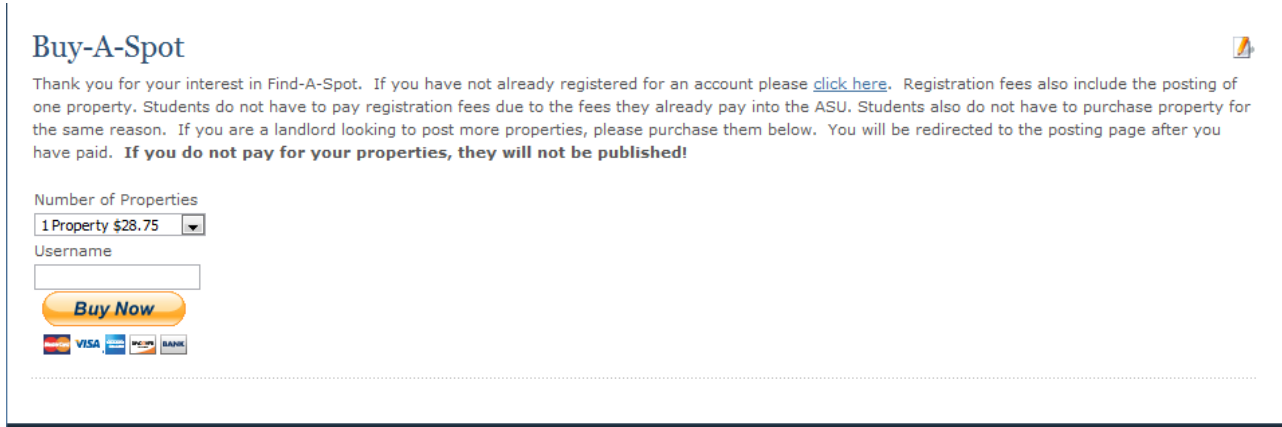 Buy-A-Spot
Thank you for your interest in Find-A-Spot.  If you have not already registered for an account please click here.  Registration fees also include the posting of
one property. Students do not have to pay registration fees due to the fees they already pay into the ASU. Students also do not have to purchase property for
the same reason.  If you are a landlord looking to post more properties, please purchase them below.  You will be redirected to the posting page after you
have paid.  If you do not pay for your properties, they will not be published!
Number of Properties
1 Property $28.75
Username
Buy Now
VISA BANK